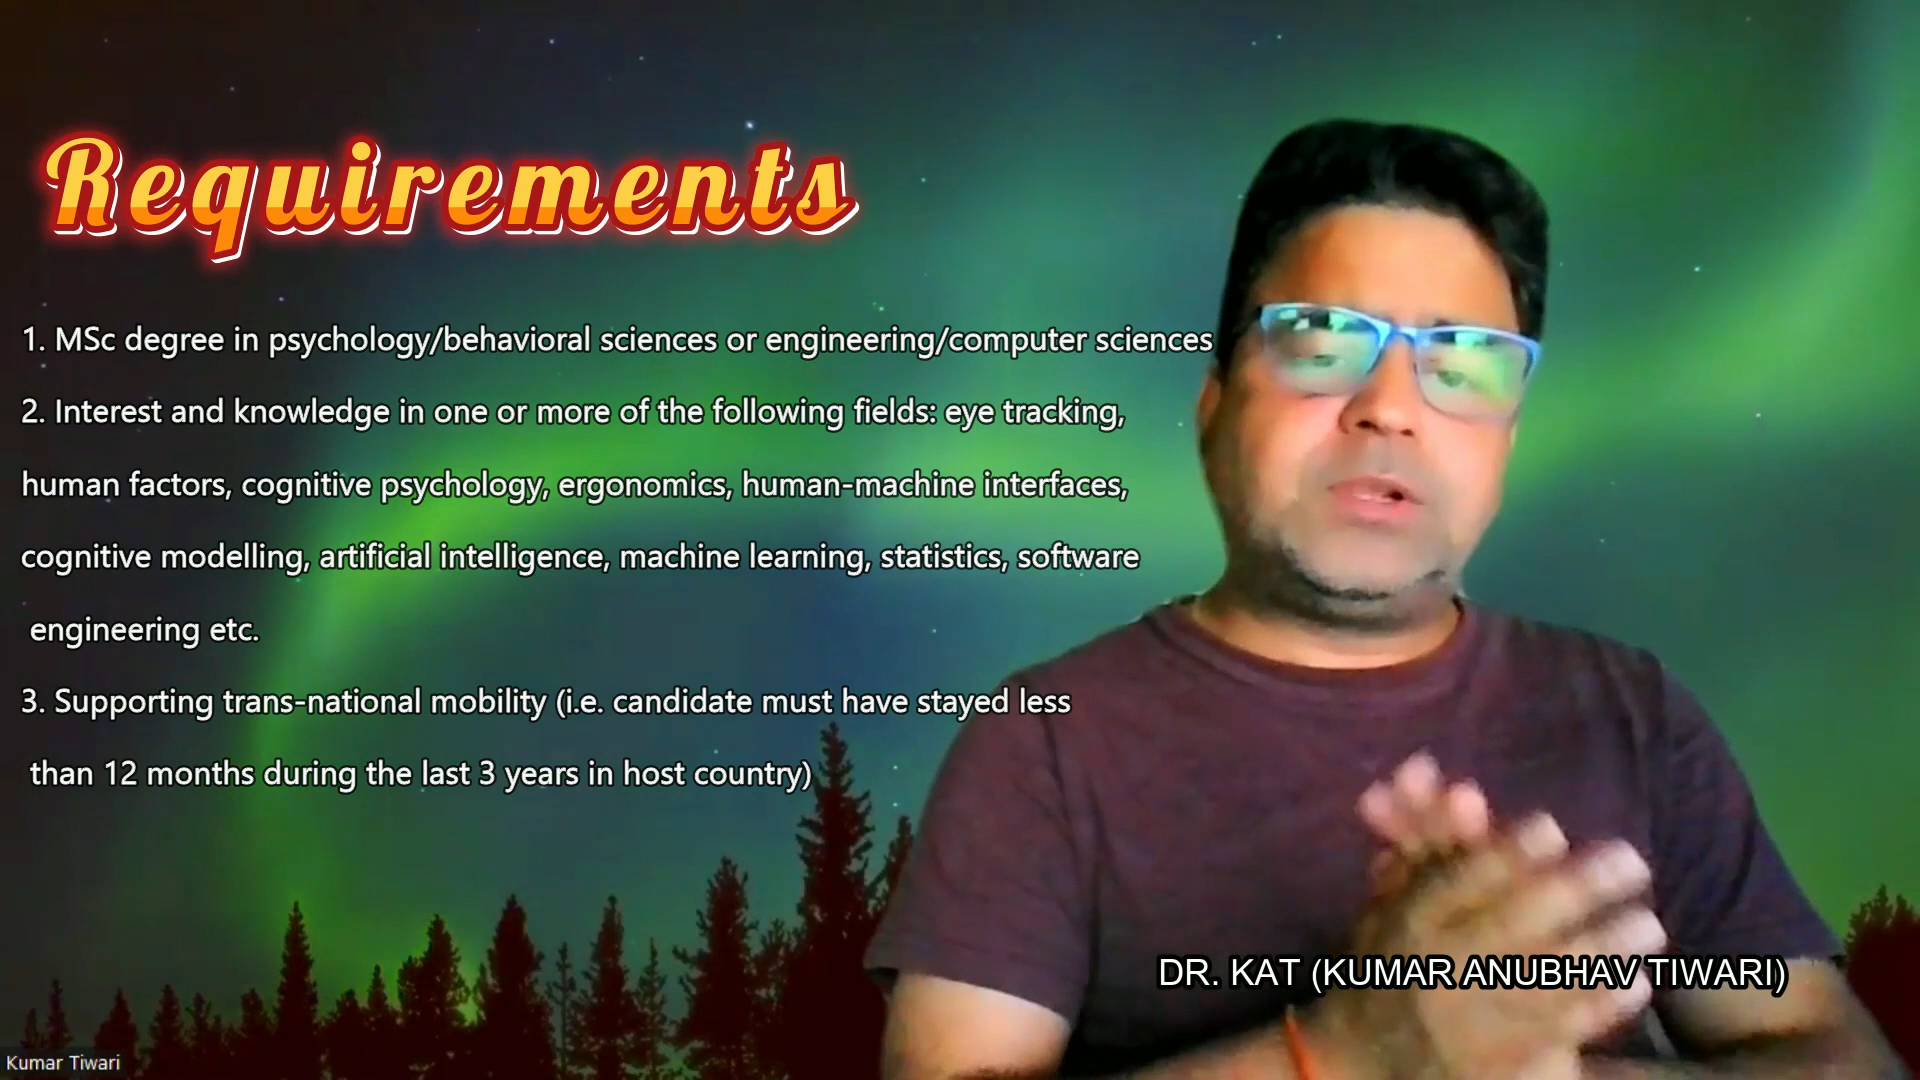 Requirements
1. MSc degree in psychology/behavioral sciences or engineering/computer sciences
2. Interest and knowledge in one or more of the following fields: eye tracking,
human factors, cognitive psychology, ergonomics, human-machine interfaces,
cognitive modelling, artificial intelligence, machine learning, statistics, software
engineering etc.
3. Supporting trans-national mobility (i.e. candidate must have stayed less
than 12 months during the last 3 years in host country)
DR. KAT (KUMAR ANUBHAV TIWARI)
Kumar Tiwari